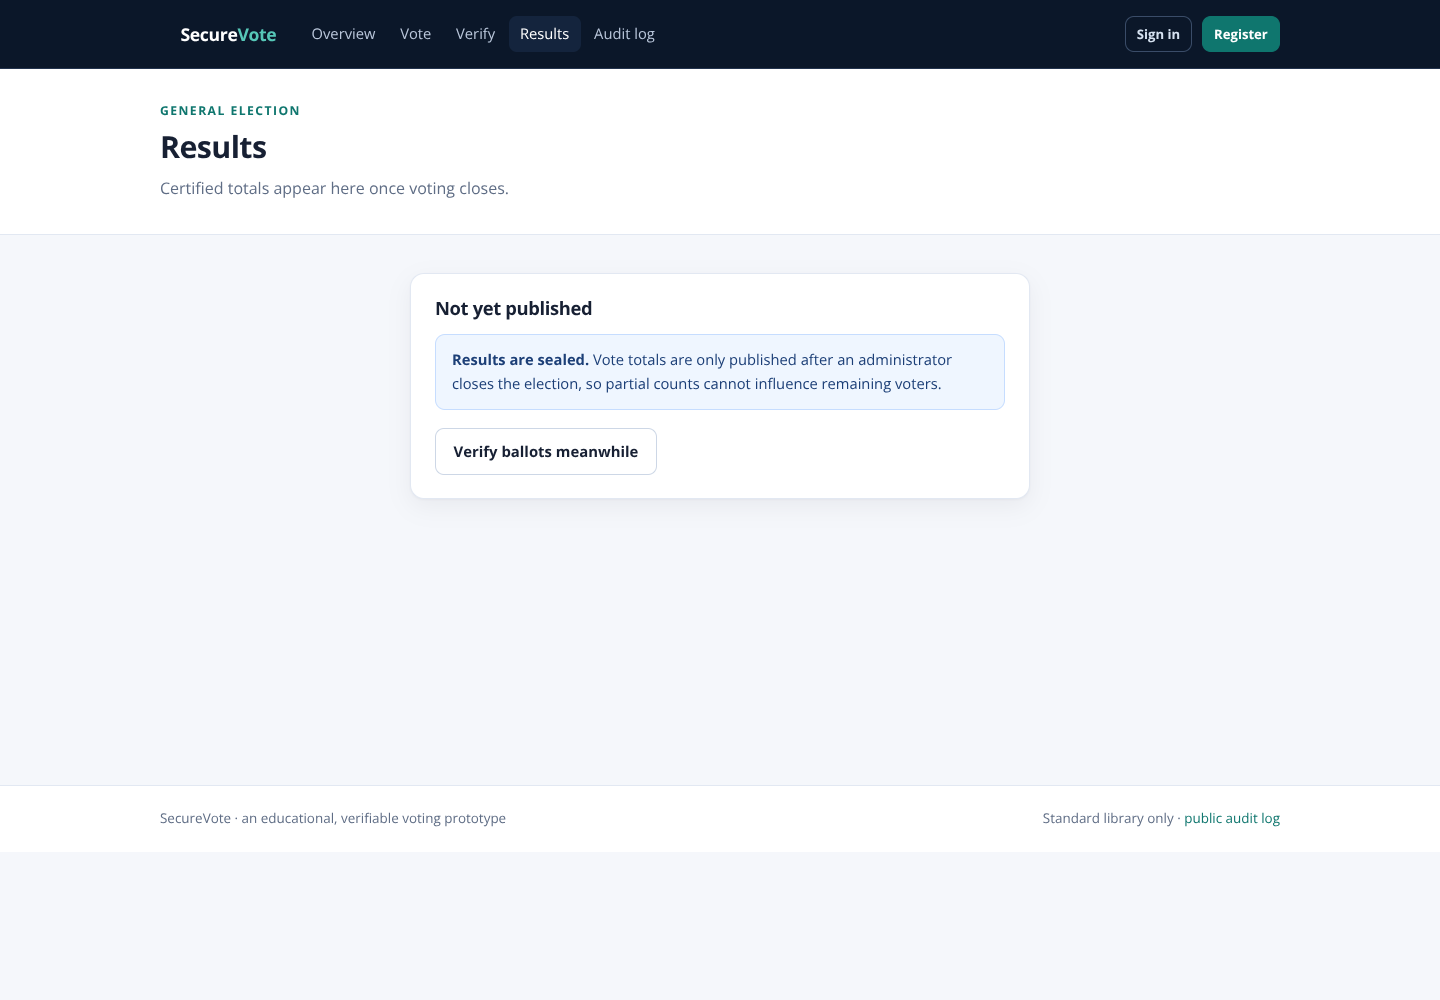 SecureVote Overview Vote Verify Results Audit log Sign in Register
GENERAL ELECTION
Results
Certified totals appear here once voting closes.
Not yet published
Results are sealed. Vote totals are only published after an administrator
closes the election, so partial counts cannot influence remaining voters.
Verify ballots meanwhile
SecureVote · an educational, verifiable voting prototype
Standard library only · public audit log